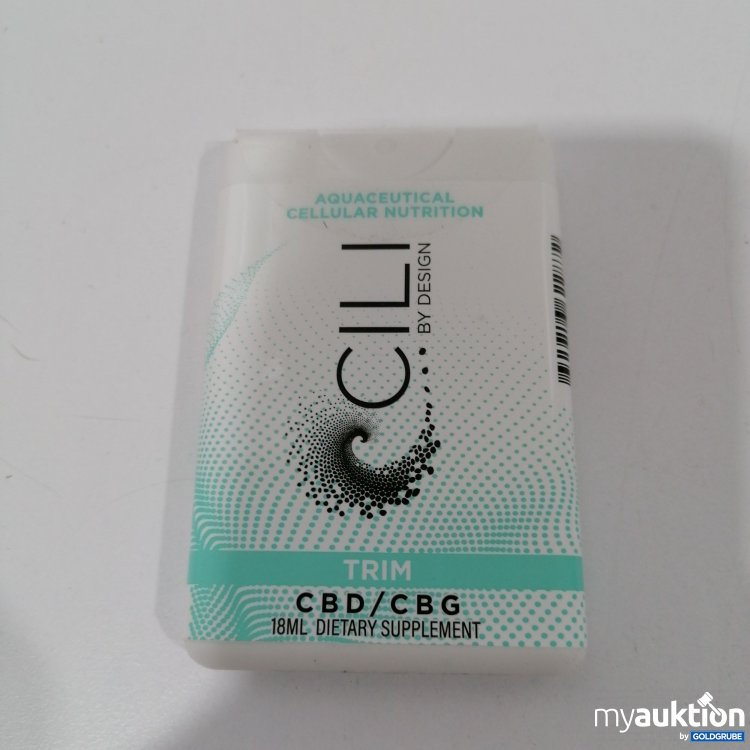 AQUACEUTICAL
CELLULAR NUTRITION
CILI
BY DESIGN
TRIM
CBD/CBG
18ML DIETARY SUPPLEMENT
myauktion
by GOLDGRUBE